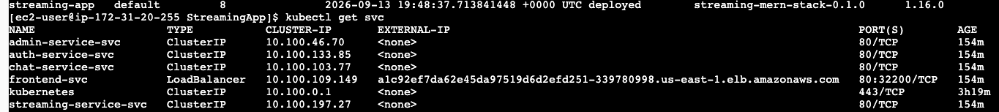 streaming-app default 8 2026-09-13 19:48:37.713841448 +0000 UTC deployed streaming-mern-stack-0.1.0 1.16.0
[ec2-user@ip-172-31-20-255 StreamingApp]$ kubectl get svc
NAME TYPE CLUSTER-IP EXTERNAL-IP PORT(S) AGE
admin-service-svc ClusterIP 10.100.46.70 <none> 80/TCP 154m
auth-service-svc ClusterIP 10.100.133.85 <none> 80/TCP 154m
chat-service-svc ClusterIP 10.100.103.77 <none> 80/TCP 154m
frontend-svc LoadBalancer 10.100.109.149 a1c92ef7da62e45da97519d6d2efd251-339780998.us-east-1.elb.amazonaws.com 80:32200/TCP 154m
kubernetes ClusterIP 10.100.0.1 <none> 443/TCP 3h19m
streaming-service-svc ClusterIP 10.100.197.27 <none> 80/TCP 154m